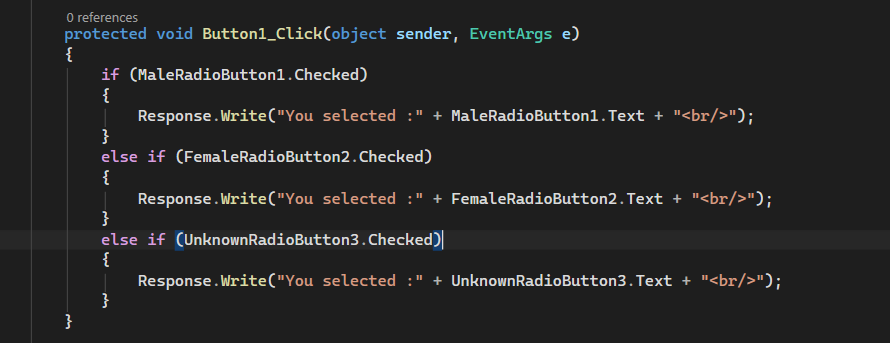 0 references
protected void Button1_Click(object sender, EventArgs e)
{
if (MaleRadioButton1.Checked)
{
Response.Write("You selected :" + MaleRadioButton1.Text + "<br/>");
}
else if (FemaleRadioButton2.Checked)
{
Response.Write("You selected :" + FemaleRadioButton2.Text + "<br/>");
}
else if (UnknownRadioButton3.Checked)
{
Response.Write("You selected :" + UnknownRadioButton3.Text + "<br/>");
}
}